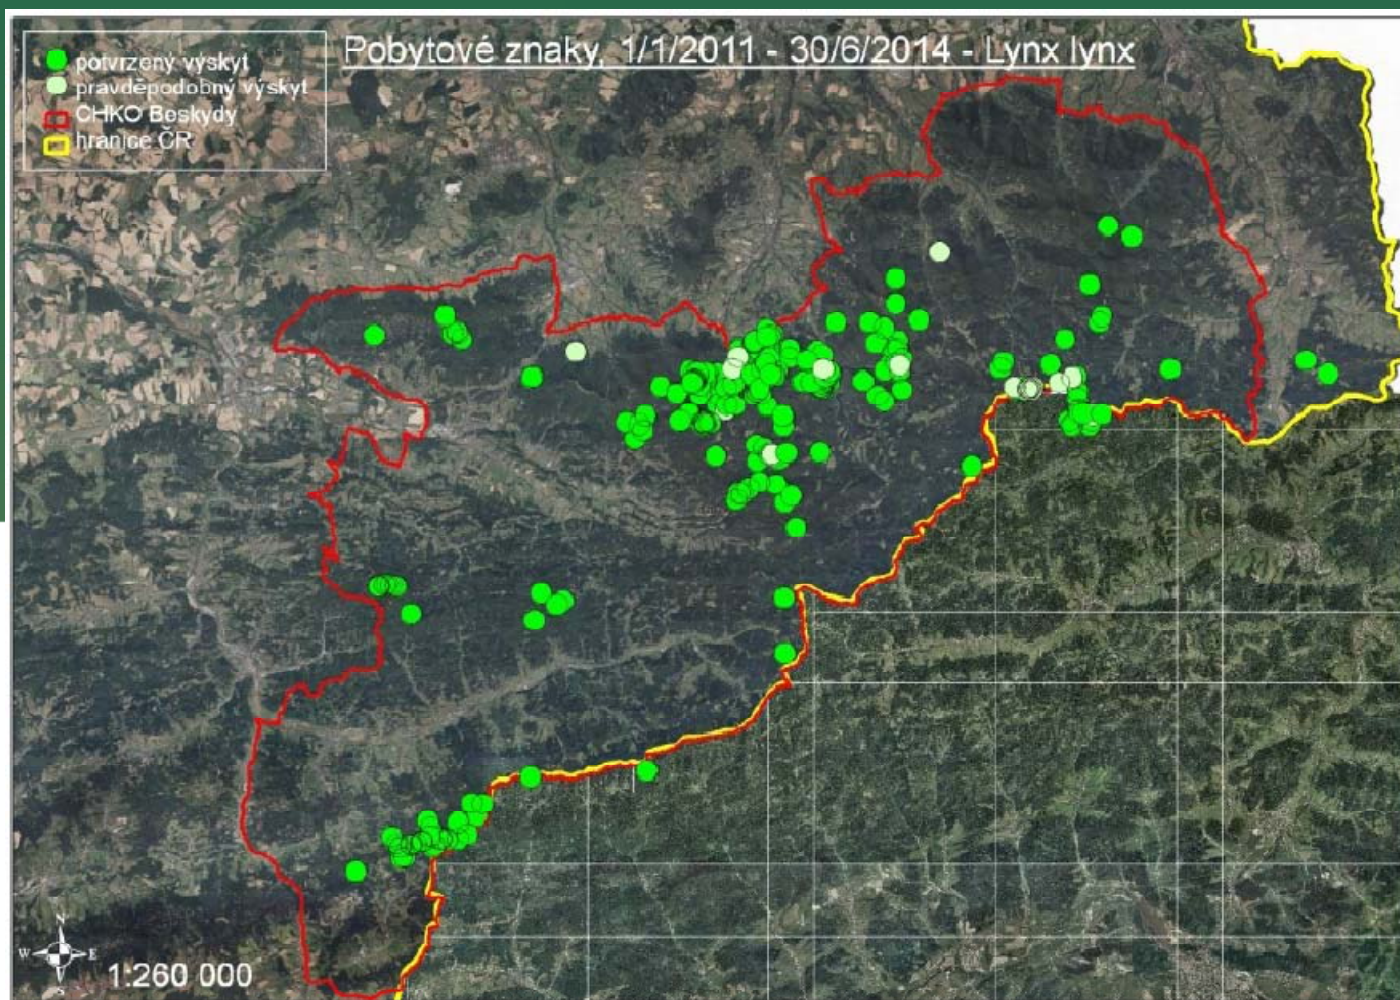 Pobytové znaky, 1/1/2011 - 30/6/2014 - Lynx lynx
potvrzený výskyt
pravděpodobný výskyt
CHKO Beskydy
hranice ČR
N
W E
S
1:260 000